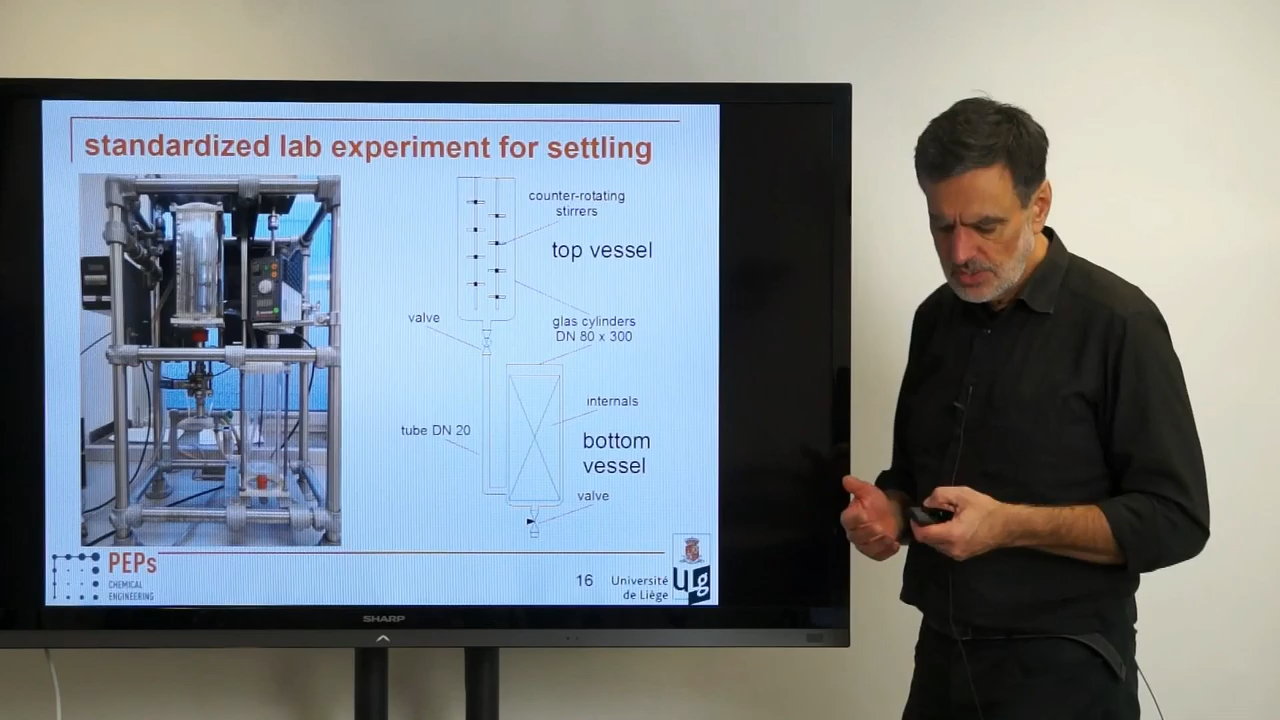 standardized lab experiment for settling
counter-rotating
stirrers
top vessel
valve
glas cylinders
DN 80 x 300
internals
tube DN 20
bottom
vessel
valve
PEPs
CHEMICAL
ENGINEERING
16
Université
de Liège
ug
SHARP